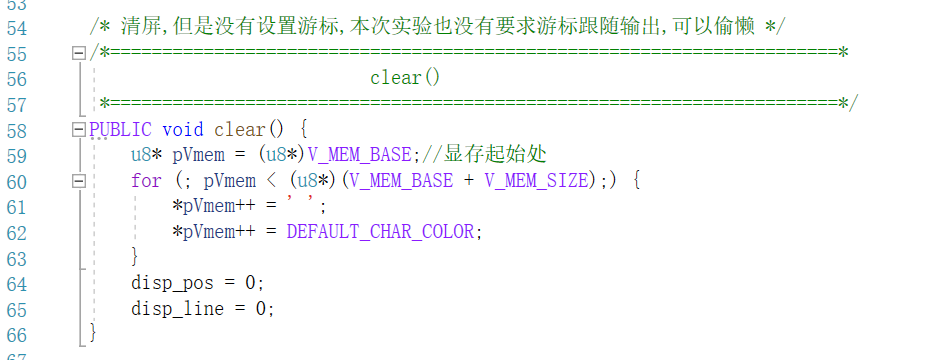 53
54 /* 清屏,但是没有设置游标,本次实验也没有要求游标跟随输出,可以偷懒 */
55 /*======================================================================*
56 clear()
57 *======================================================================*/
58 PUBLIC void clear() {
59 u8* pVmem = (u8*)V_MEM_BASE;//显存起始处
60 for (; pVmem < (u8*)(V_MEM_BASE + V_MEM_SIZE);) {
61 *pVmem++ = ' ';
62 *pVmem++ = DEFAULT_CHAR_COLOR;
63 }
64 disp_pos = 0;
65 disp_line = 0;
66 }
67